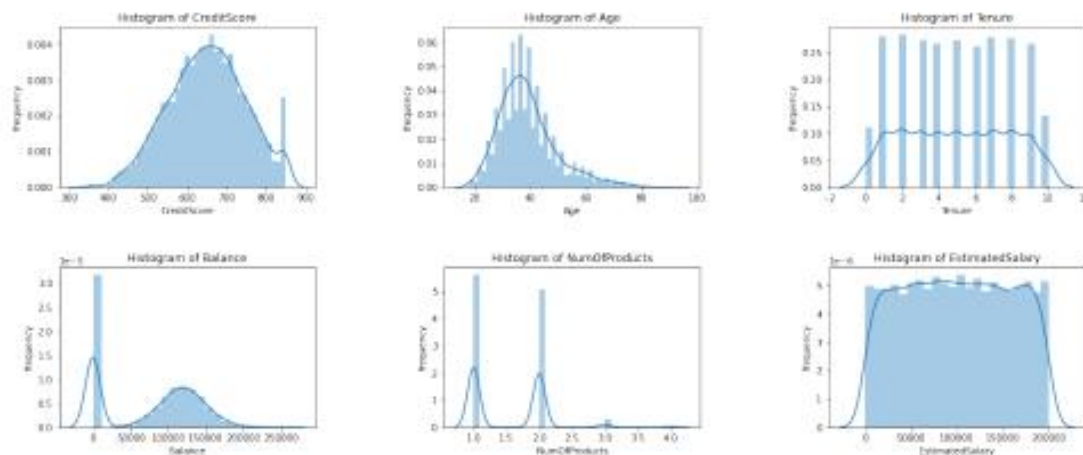 Histogram of CreditScore
Frequency
0.004
0.003
0.002
0.001
0.000
300 400 500 600 700 800 900
CreditScore
Histogram of Age
Frequency
0.06
0.05
0.04
0.03
0.02
0.01
0.00
20 40 60 80 100
Age
Histogram of Tenure
Frequency
0.25
0.20
0.15
0.10
0.05
0.00
-2 0 2 4 6 8 10
Tenure
Histogram of Balance
Frequency
3.0
2.5
2.0
1.5
1.0
0.5
0.0
0 50000 100000 150000 200000 250000
Balance
Histogram of NumOfProducts
Frequency
5
4
3
2
1
0
1.0 1.5 2.0 2.5 3.0 3.5 4.0
NumOfProducts
Histogram of EstimatedSalary
Frequency
5
4
3
2
1
0
0 50000 100000 150000 200000
EstimatedSalary